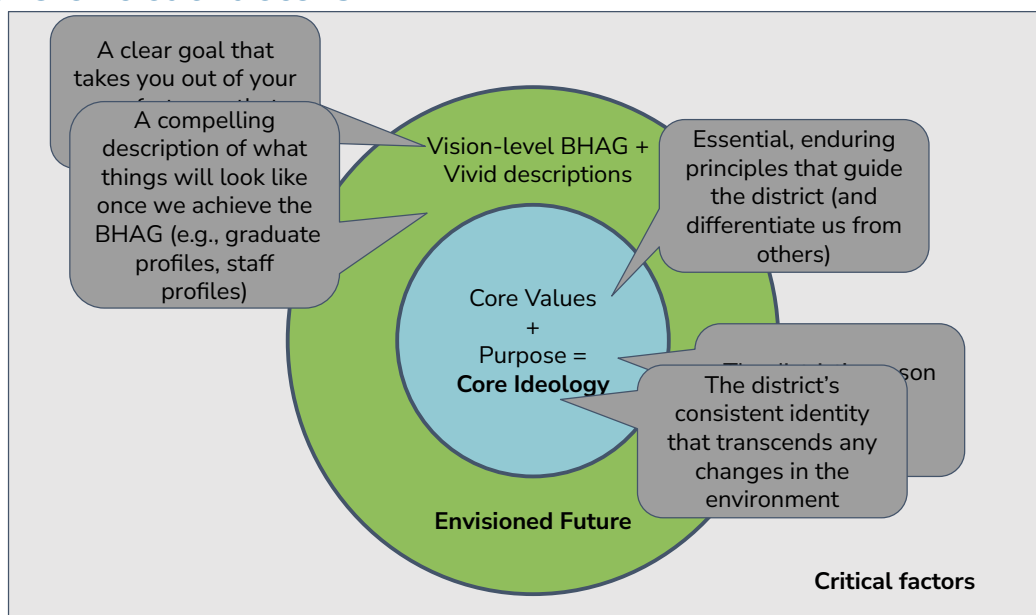 A clear goal that
takes you out of your
A compelling
description of what
things will look like
once we achieve the
BHAG (e.g., graduate
profiles, staff
profiles)
Vision-level BHAG +
Vivid descriptions
Essential, enduring
principles that guide
the district (and
differentiate us from
others)
Core Values
+
Purpose =
Core Ideology
The district’s
consistent identity
that transcends any
changes in the
environment
Envisioned Future
Critical factors